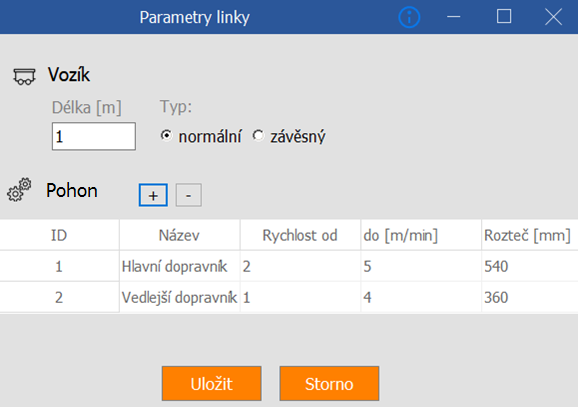 Parametry linky
Vozík
Délka [m] Typ:
1 normální závěsný
Pohon + -
ID Název Rychlost od do [m/min] Rozteč [mm]
1 Hlavní dopravník 2 5 540
2 Vedlejší dopravník 1 4 360
Uložit Storno